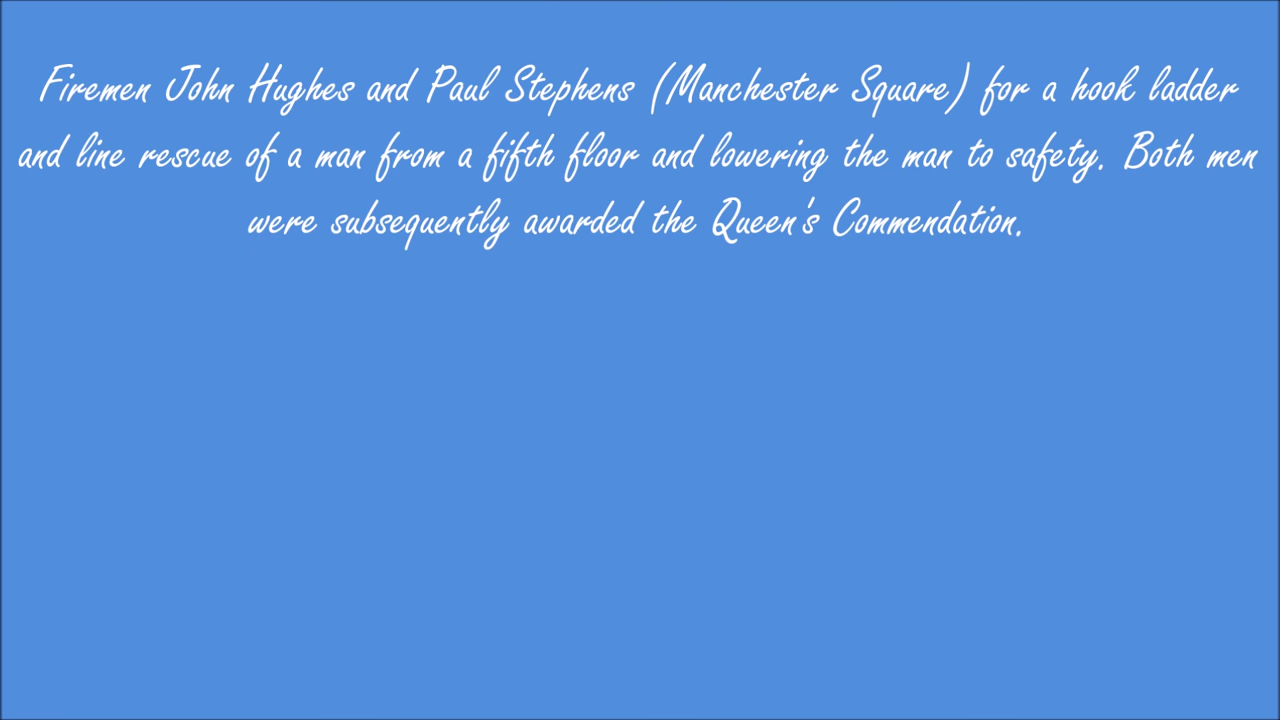 Firemen John Hughes and Paul Stephens (Manchester Square) for a hook ladder
and line rescue of a man from a fifth floor and lowering the man to safety. Both men
were subsequently awarded the Queen's Commendation.